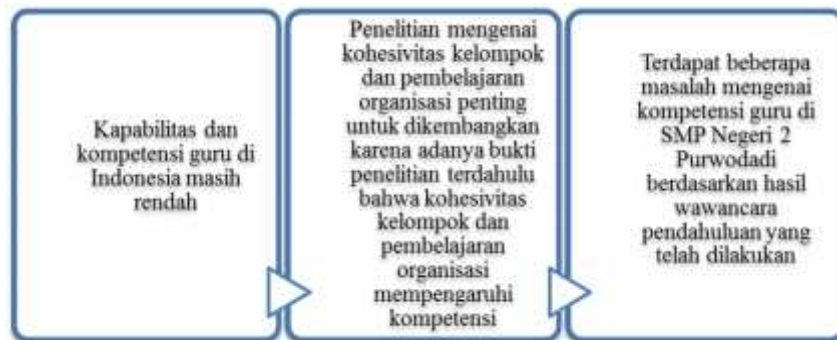 Kapabilitas dan
kompetensi guru di
Indonesia masih
rendah
Penelitian mengenai
kohesivitas kelompok
dan pembelajaran
organisasi penting
untuk dikembangkan
karena adanya bukti
penelitian terdahulu
bahwa kohesivitas
kelompok dan
pembelajaran
organisasi
mempengaruhi
kompetensi
Terdapat beberapa
masalah mengenai
kompetensi guru di
SMP Negeri 2
Purwodadi
berdasarkan hasil
wawancara
pendahuluan yang
telah dilakukan